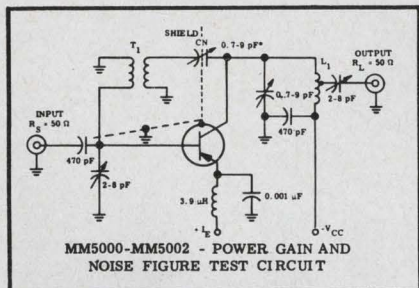 SHIELD
T1
CN
0.7-9 pF*
L1
OUTPUT
RL = 50 Ω
0.7-9 pF
2-8 pF
INPUT
RS = 50 Ω
470 pF
470 pF
2-8 pF
3.9 uH
0.001 uF
+ IE
-VCC
MM5000-MM5002 - POWER GAIN AND
NOISE FIGURE TEST CIRCUIT